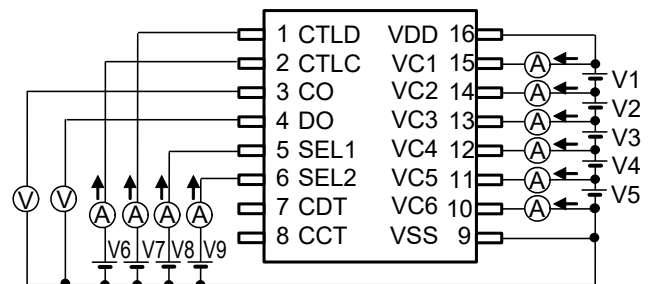 1 CTLD VDD 16
2 CTLC VC1 15 A
3 CO VC2 14 A V1
4 DO VC3 13 A V2
5 SEL1 VC4 12 A V3
6 SEL2 VC5 11 A V4
7 CDT VC6 10 A V5
8 CCT VSS 9
V V A A A A
V6 V7 V8 V9